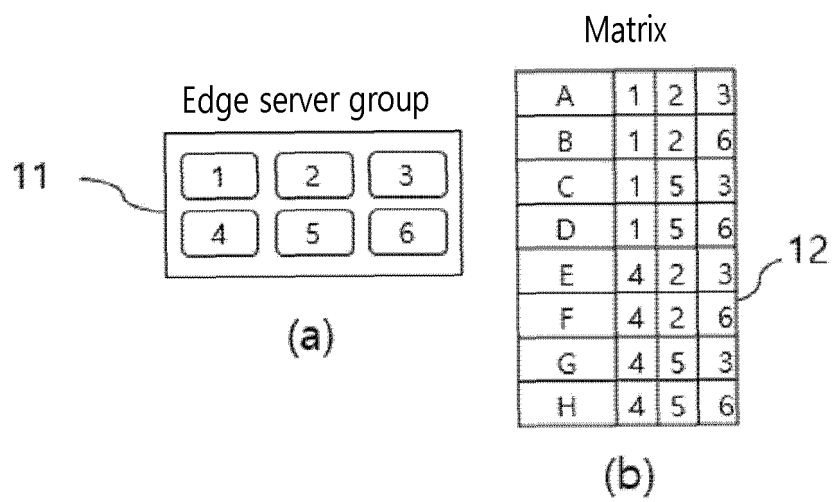 Edge server group
11
1 2 3
4 5 6
(a)
Matrix
A 1 2 3
B 1 2 6
C 1 5 3
D 1 5 6
E 4 2 3
F 4 2 6
G 4 5 3
H 4 5 6
12
(b)